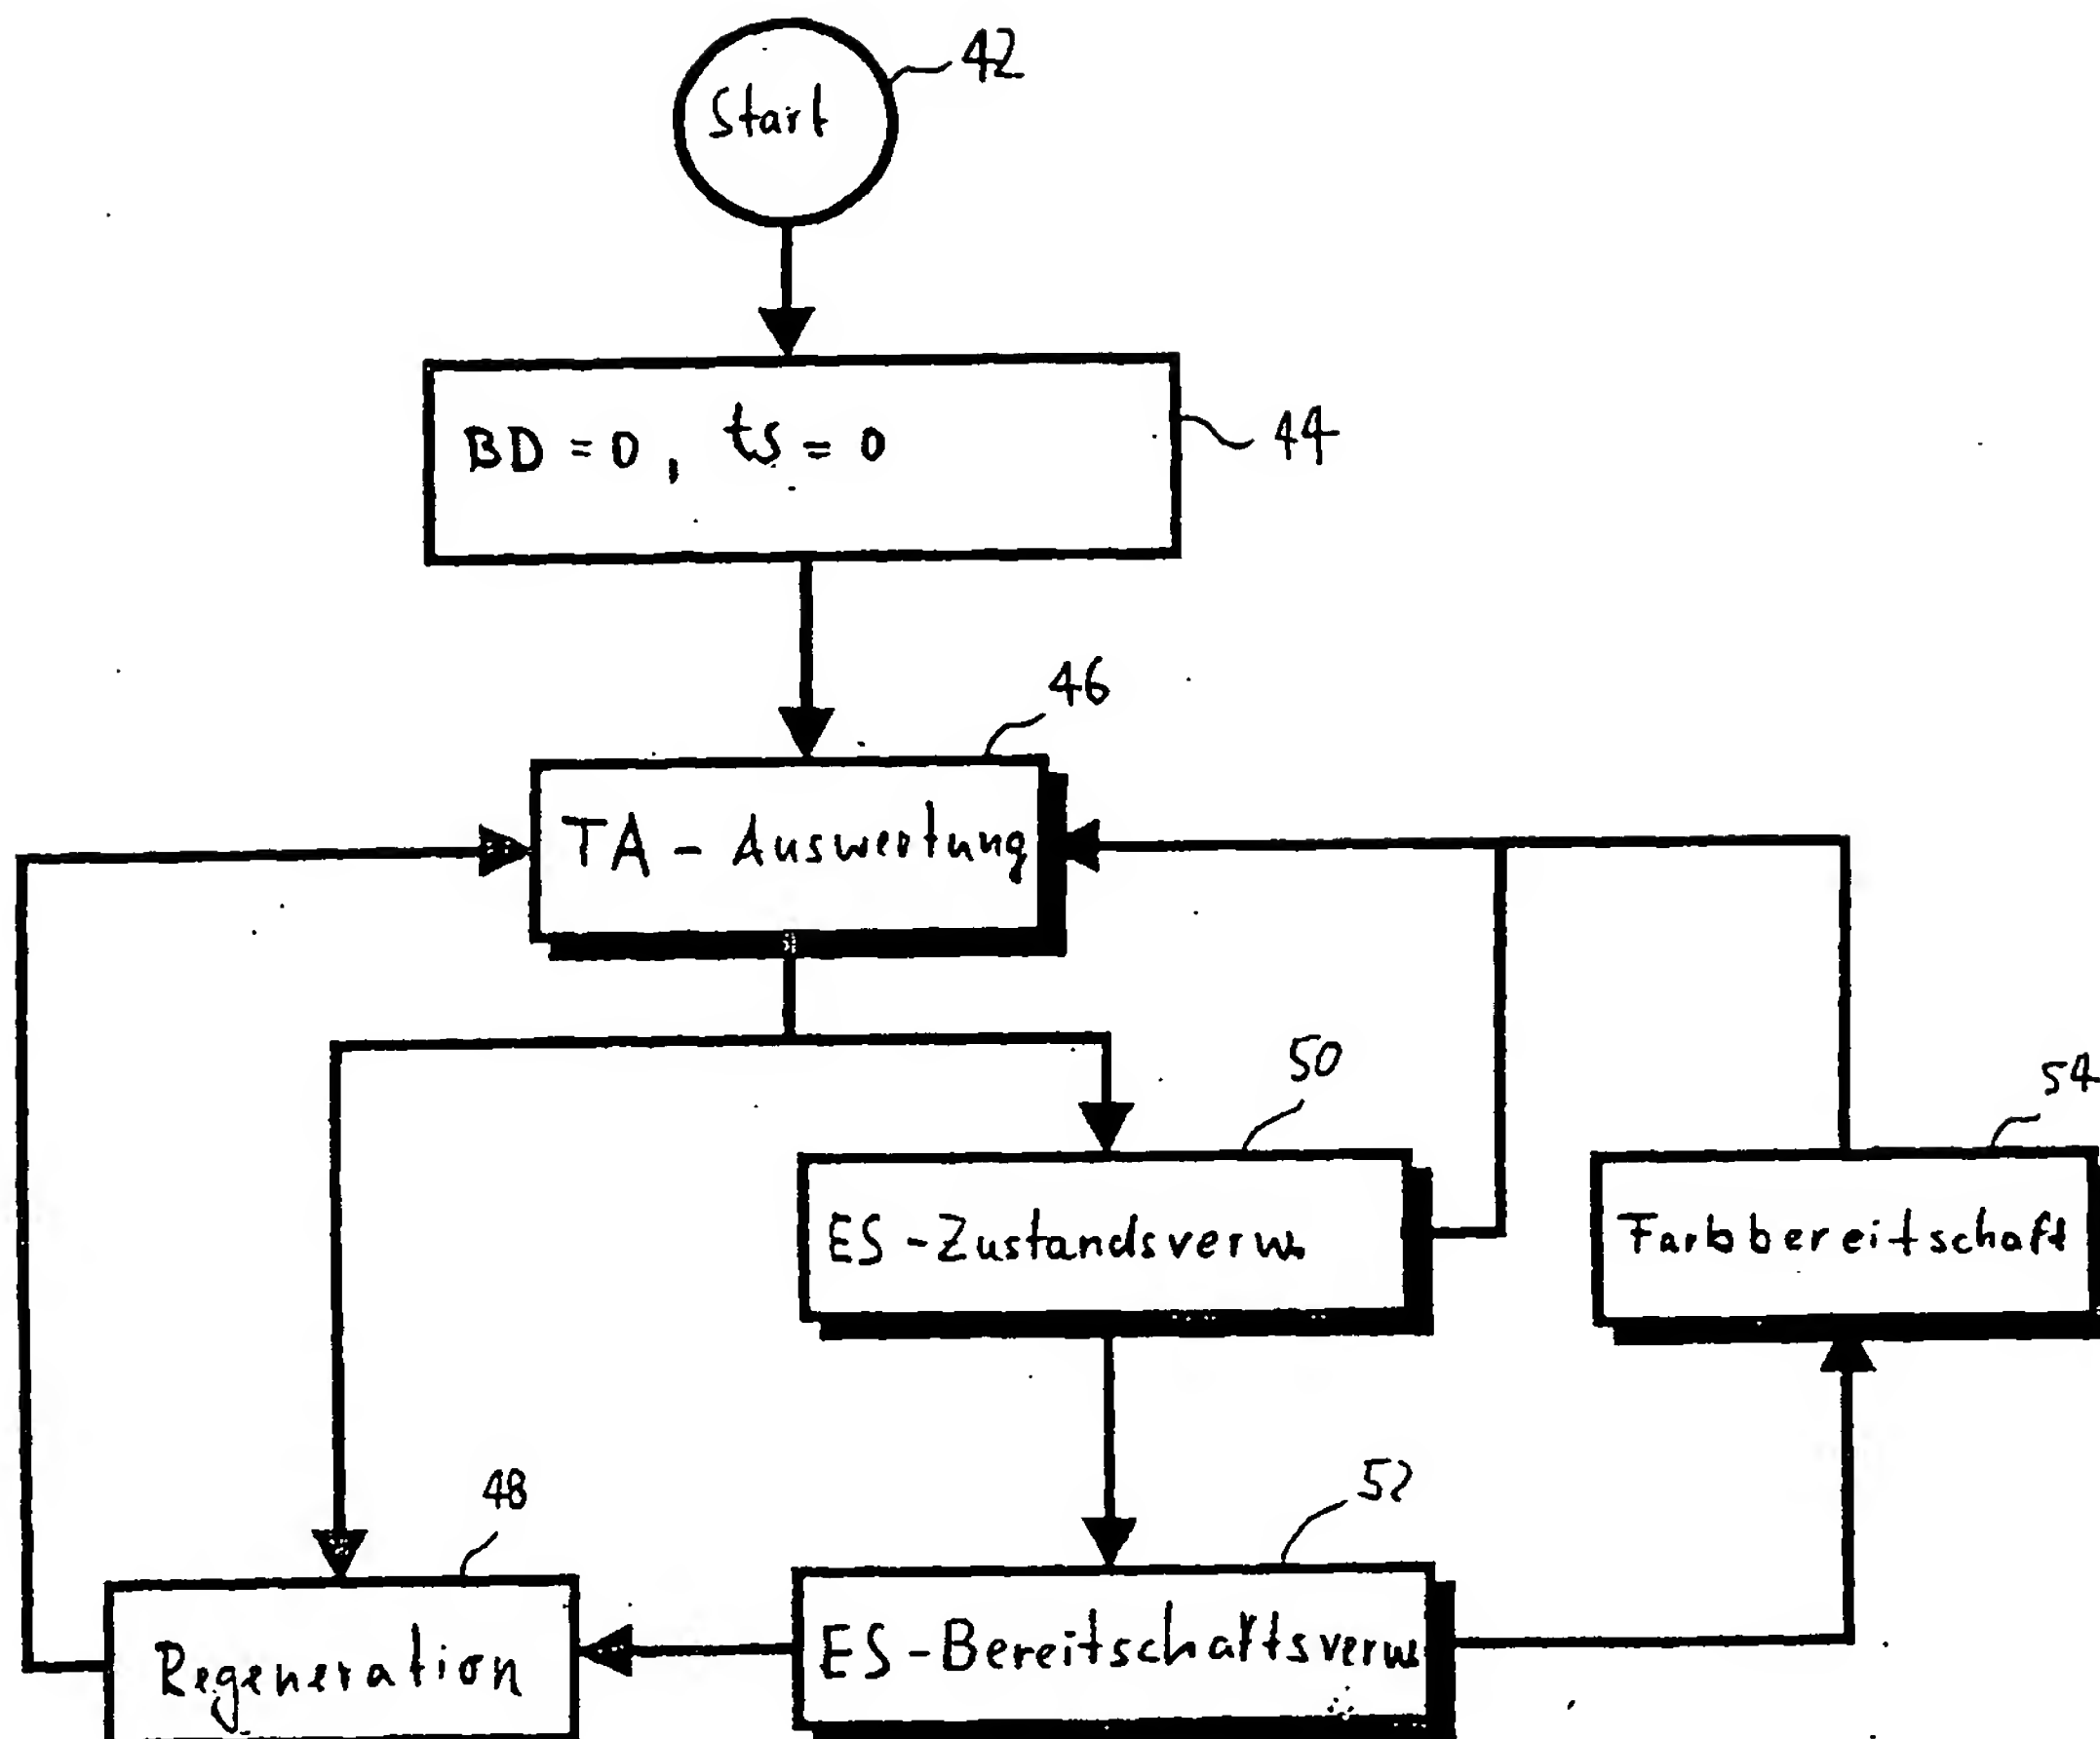 42
Start
BD = 0, ts = 0
44
46
TA - Auswertung
50
54
ES - Zustandsverw.
Farbbereitschaft
48
52
Regeneration
ES - Bereitschaftsverw.